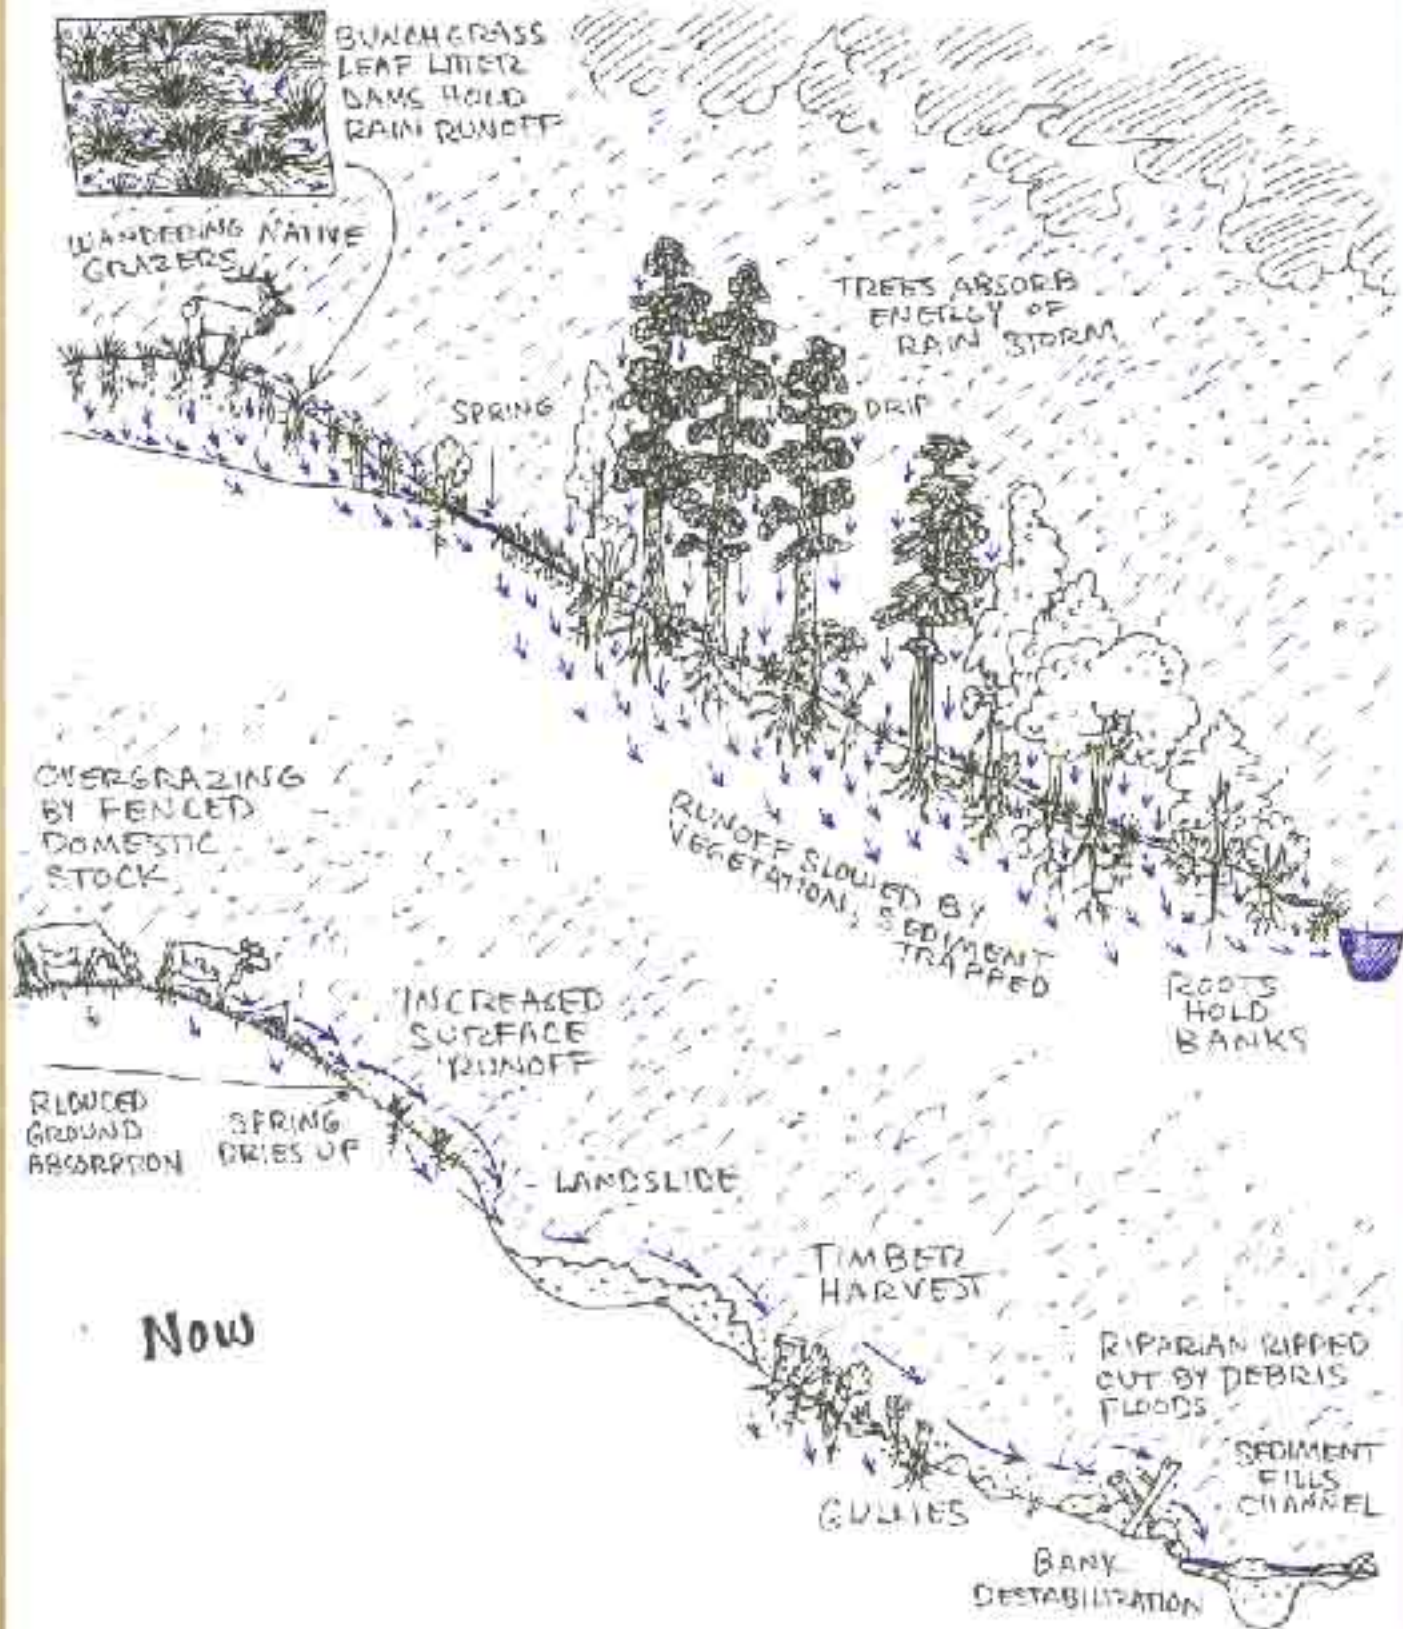 BUNCHGRASS
LEAF LITTER
DAMS HOLD
RAIN RUNOFF
WANDERING NATIVE
GRAZERS
TREES ABSORB
ENERGY OF
RAIN STORM
SPRING
DRIP
RUNOFF SLOWED BY
VEGETATION, SEDIMENT
TRAPPED
ROOTS
HOLD
BANKS
OVERGRAZING
BY FENCED
DOMESTIC
STOCK
INCREASED
SURFACE
RUNOFF
REDUCED
GROUND
ABSORPTION
SPRING
DRIES UP
LANDSLIDE
Now
TIMBER
HARVEST
RIPARIAN RIPPED
OUT BY DEBRIS
FLOODS
SEDIMENT
FILLS
CHANNEL
GULLIES
BANK
DESTABILIZATION